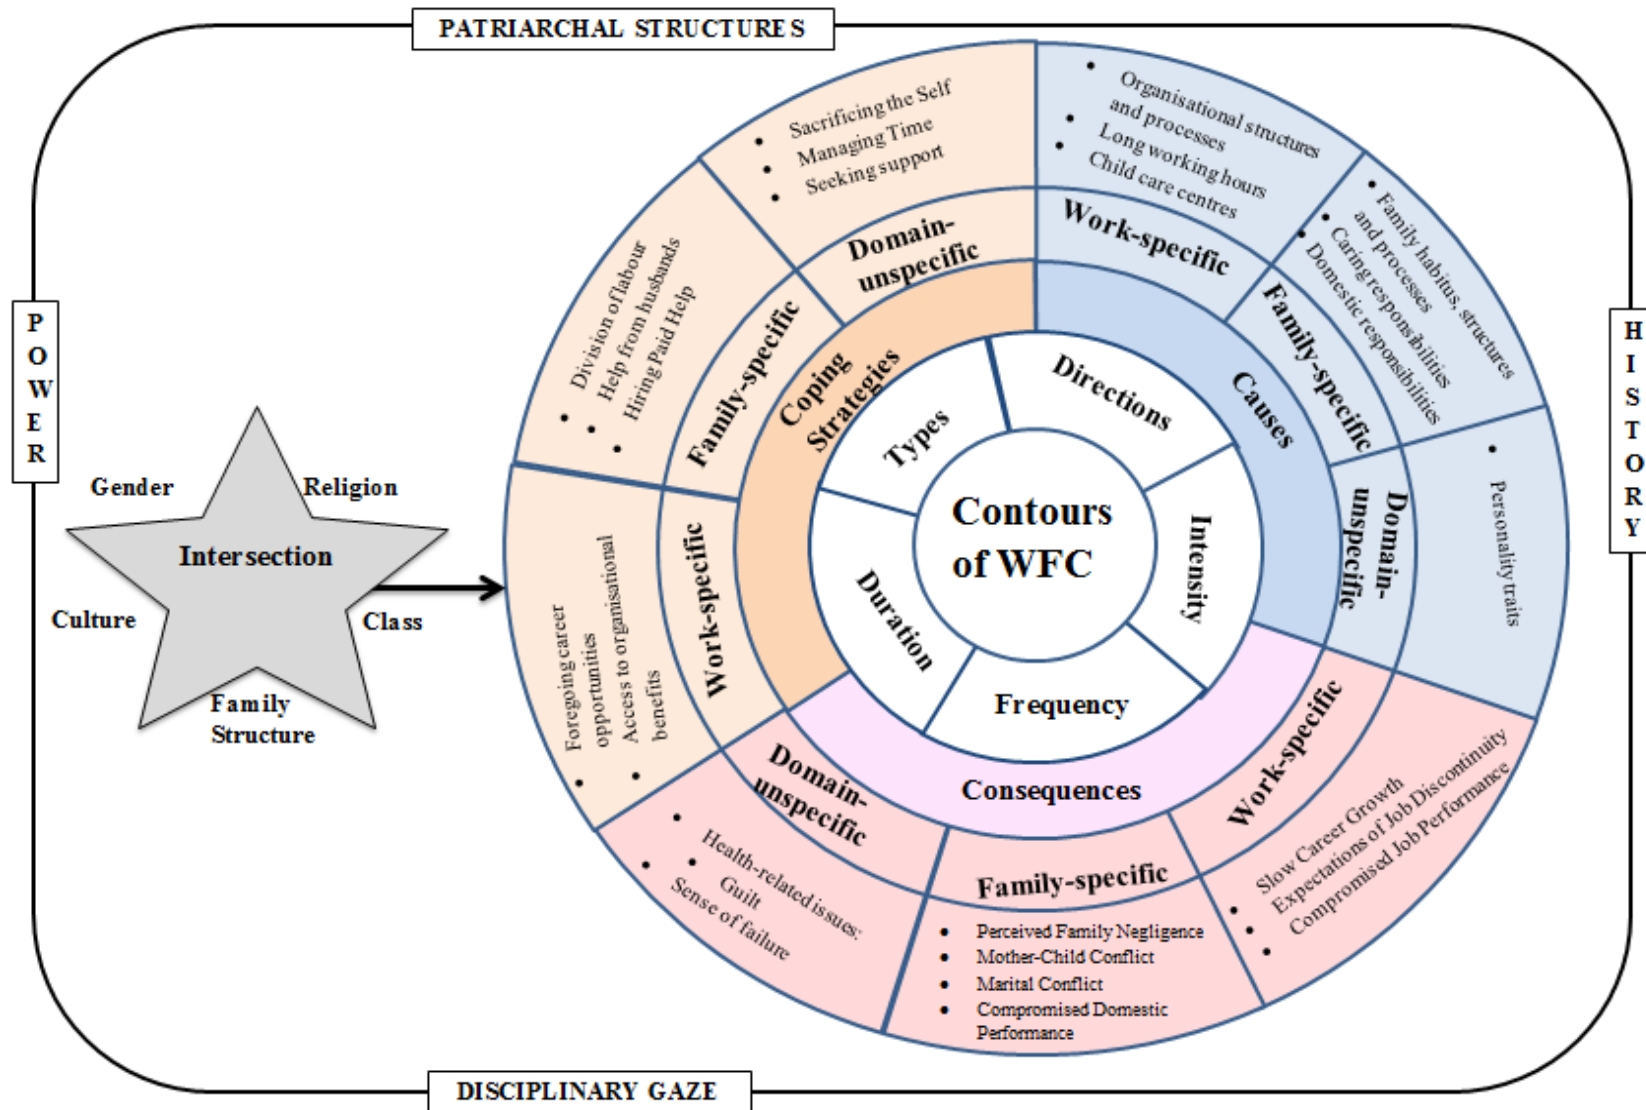 PATRIARCHAL STRUCTURES
P
O
W
E
R
H
I
S
T
O
R
Y
DISCIPLINARY GAZE
Gender
Religion
Intersection
Culture
Class
Family
Structure
Contours
of WFC
Types
Directions
Intensity
Frequency
Duration
Causes
Work-specific
• Organisational structures
and processes
• Long working hours
• Child care centres
Family-specific
• Family habitus, structures
and processes
• Caring responsibilities
• Domestic responsibilities
Domain-
unspecific
• Personality traits
Consequences
Work-specific
• Slow Career Growth
• Expectations of Job Discontinuity
• Compromised Job Performance
Family-specific
• Perceived Family Negligence
• Mother-Child Conflict
• Marital Conflict
• Compromised Domestic
Performance
Domain-
unspecific
• Health-related issues:
• Guilt
• Sense of failure
Coping
Strategies
Work-specific
• Foregoing career
opportunities
• Access to organisational
benefits
Family-specific
• Division of labour
• Help from husbands
• Hiring Paid Help
Domain-
unspecific
• Sacrificing the Self
• Managing Time
• Seeking support